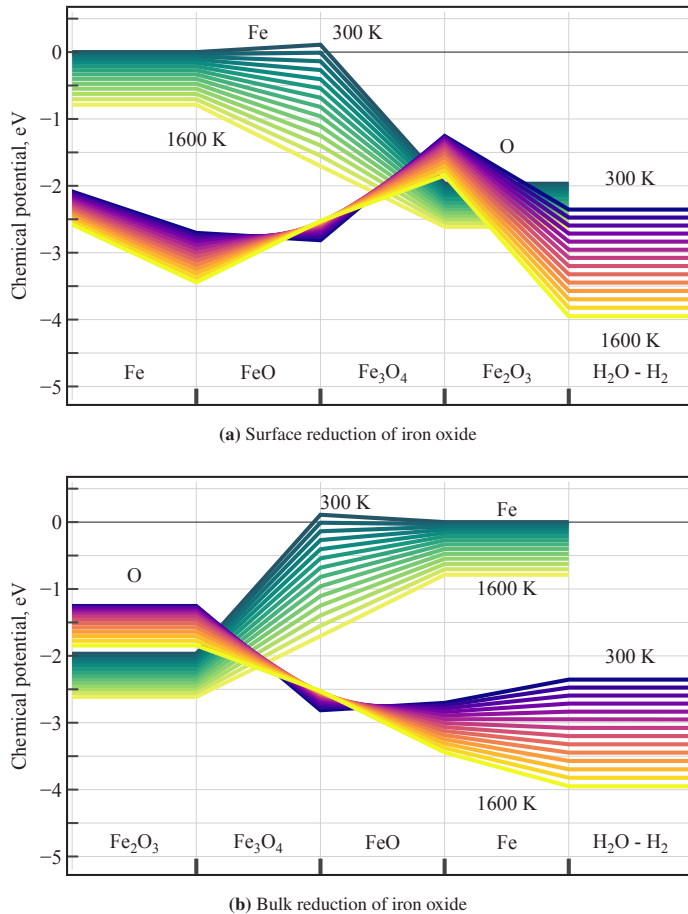 Fe
300 K
0
−1
1600 K
O
−2
300 K
−3
−4
1600 K
−5
Chemical potential, eV
Fe
FeO
Fe₃O₄
Fe₂O₃
H₂O - H₂
(a) Surface reduction of iron oxide
300 K
Fe
0
O
−1
1600 K
−2
300 K
−3
−4
1600 K
−5
Chemical potential, eV
Fe₂O₃
Fe₃O₄
FeO
Fe
H₂O - H₂
(b) Bulk reduction of iron oxide